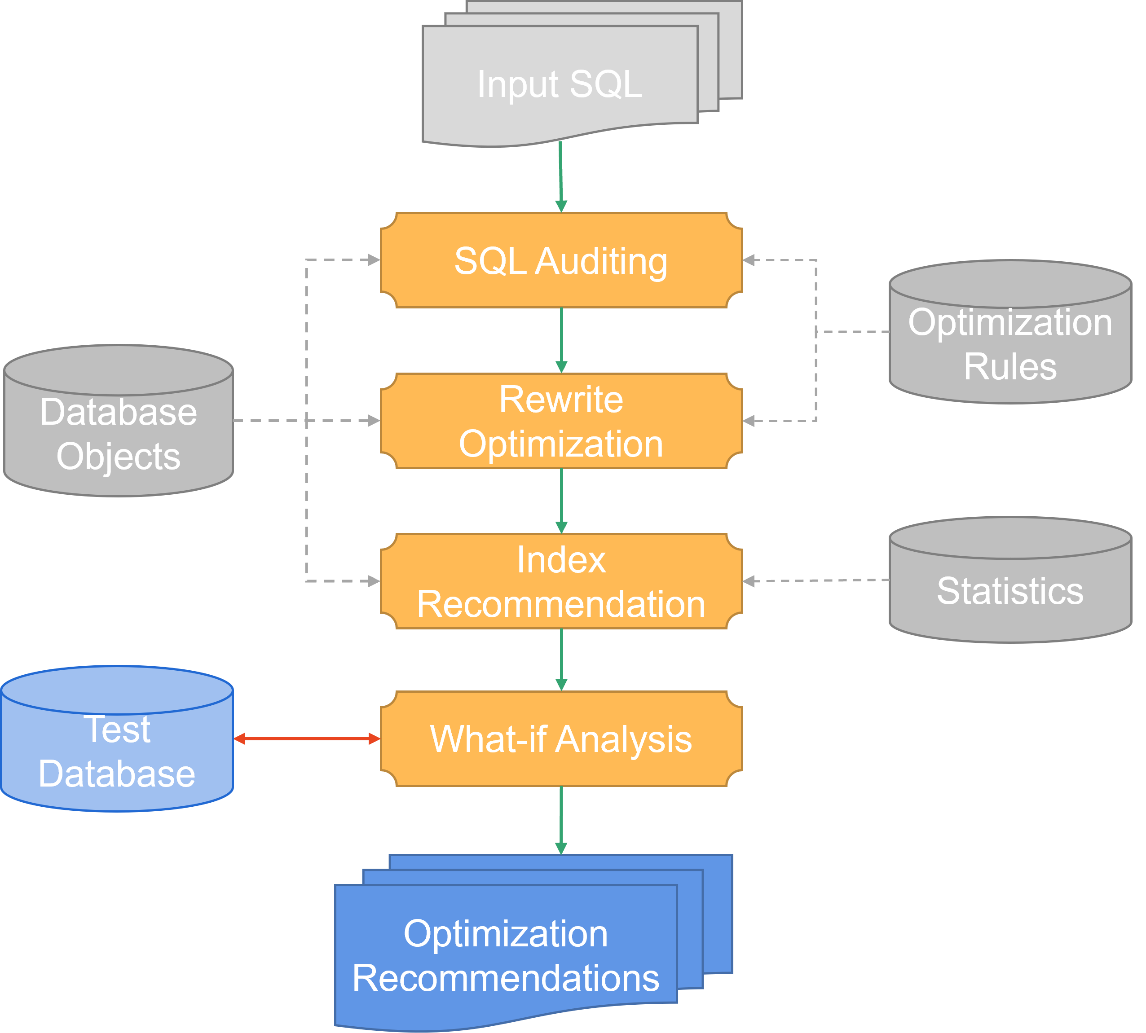 Input SQL
SQL Auditing
Optimization
Rules
Database
Objects
Rewrite
Optimization
Index
Recommendation
Statistics
Test
Database
What-if Analysis
Optimization
Recommendations